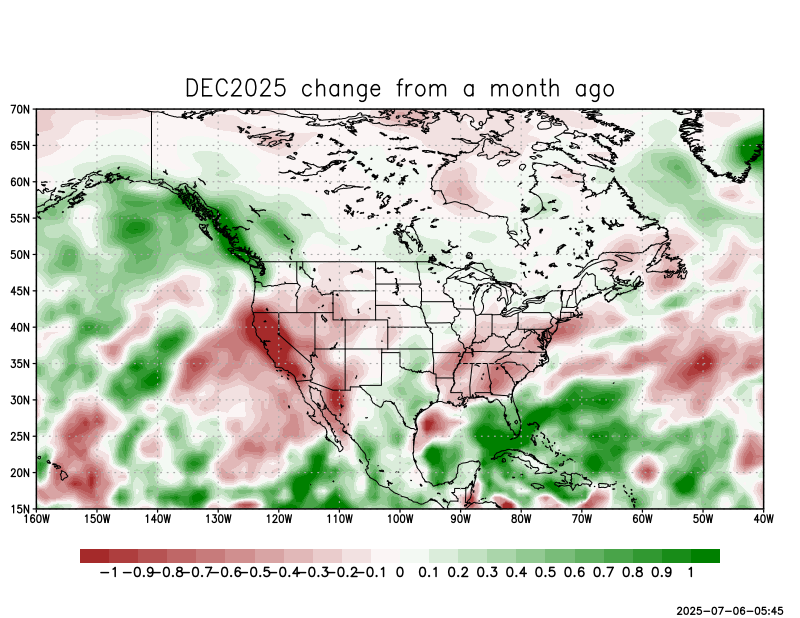 DEC2025 change from a month ago
70N
65N
60N
55N
50N
45N
40N
35N
30N
25N
20N
15N
160W 150W 140W 130W 120W 110W 100W 90W 80W 70W 60W 50W 40W
−1 −0.9 −0.8 −0.7 −0.6 −0.5 −0.4 −0.3 −0.2 −0.1 0 0.1 0.2 0.3 0.4 0.5 0.6 0.7 0.8 0.9 1
2025-07-06-05:45